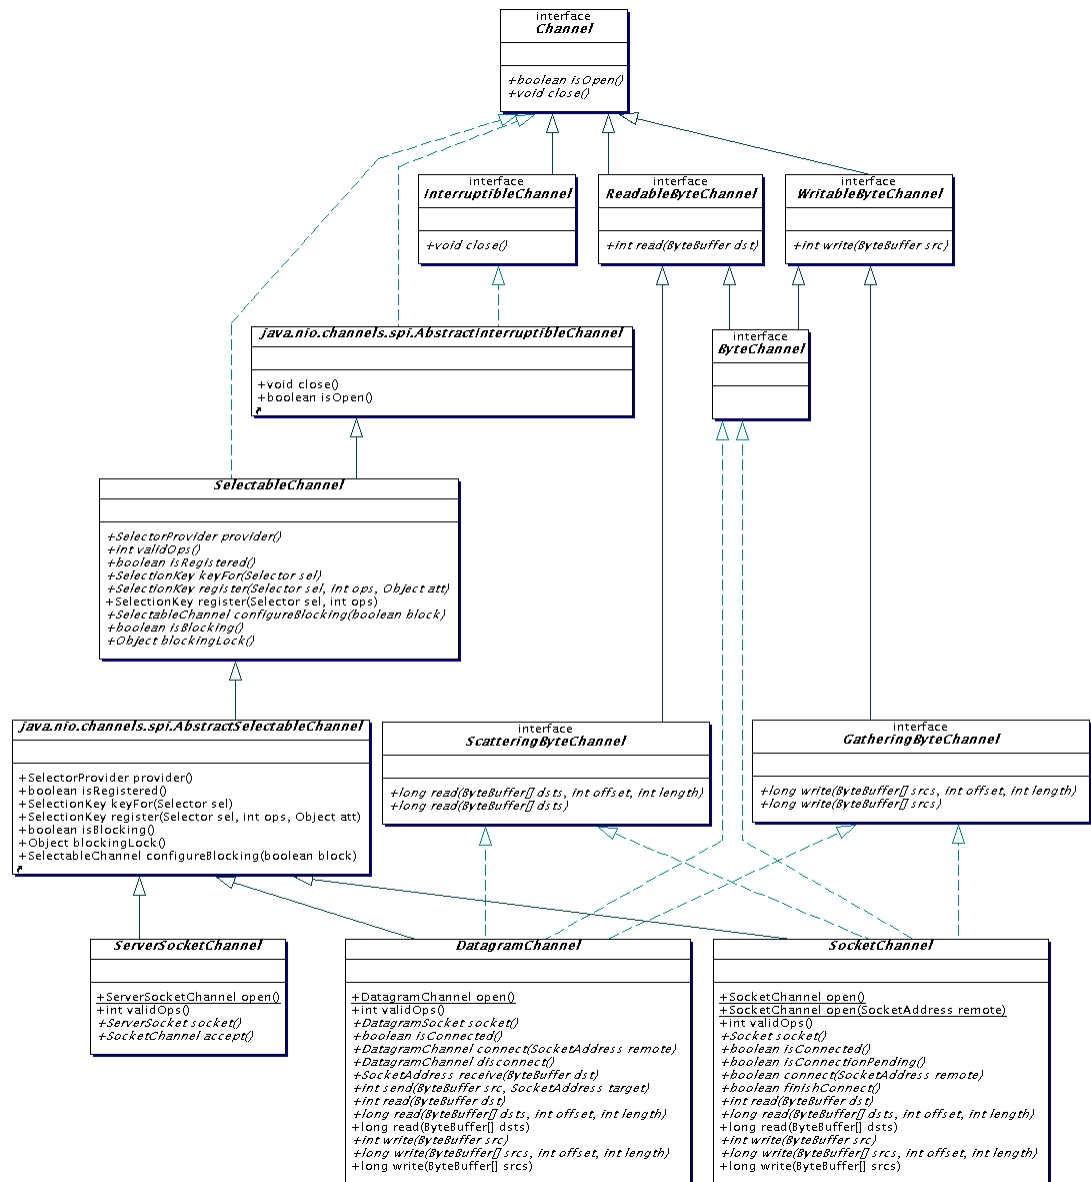 interface
Channel
+boolean isOpen()
+void close()
interface
InterruptibleChannel
+void close()
interface
ReadableByteChannel
+int read(ByteBuffer dst)
interface
WritableByteChannel
+int write(ByteBuffer src)
java.nio.channels.spi.AbstractInterruptibleChannel
+void close()
+boolean isOpen()
interface
ByteChannel
SelectableChannel
+SelectorProvider provider()
+int validOps()
+boolean isRegistered()
+SelectionKey keyFor(Selector sel)
+SelectionKey register(Selector sel, int ops, Object att)
+SelectionKey register(Selector sel, int ops)
+SelectableChannel configureBlocking(boolean block)
+boolean isBlocking()
+Object blockingLock()
java.nio.channels.spi.AbstractSelectableChannel
+SelectorProvider provider()
+boolean isRegistered()
+SelectionKey keyFor(Selector sel)
+SelectionKey register(Selector sel, int ops, Object att)
+boolean isBlocking()
+Object blockingLock()
+SelectableChannel configureBlocking(boolean block)
interface
ScatteringByteChannel
+long read(ByteBuffer[] dsts, int offset, int length)
+long read(ByteBuffer[] dsts)
interface
GatheringByteChannel
+long write(ByteBuffer[] srcs, int offset, int length)
+long write(ByteBuffer[] srcs)
ServerSocketChannel
+ServerSocketChannel open()
+int validOps()
+ServerSocket socket()
+SocketChannel accept()
DatagramChannel
+DatagramChannel open()
+int validOps()
+DatagramSocket socket()
+boolean isConnected()
+DatagramChannel connect(SocketAddress remote)
+DatagramChannel disconnect()
+SocketAddress receive(ByteBuffer dst)
+int send(ByteBuffer src, SocketAddress target)
+int read(ByteBuffer dst)
+long read(ByteBuffer[] dsts, int offset, int length)
+long read(ByteBuffer[] dsts)
+int write(ByteBuffer src)
+long write(ByteBuffer[] srcs, int offset, int length)
+long write(ByteBuffer[] srcs)
SocketChannel
+SocketChannel open()
+SocketChannel open(SocketAddress remote)
+int validOps()
+Socket socket()
+boolean isConnected()
+boolean isConnectionPending()
+boolean connect(SocketAddress remote)
+boolean finishConnect()
+int read(ByteBuffer dst)
+long read(ByteBuffer[] dsts, int offset, int length)
+long read(ByteBuffer[] dsts)
+int write(ByteBuffer src)
+long write(ByteBuffer[] srcs, int offset, int length)
+long write(ByteBuffer[] srcs)